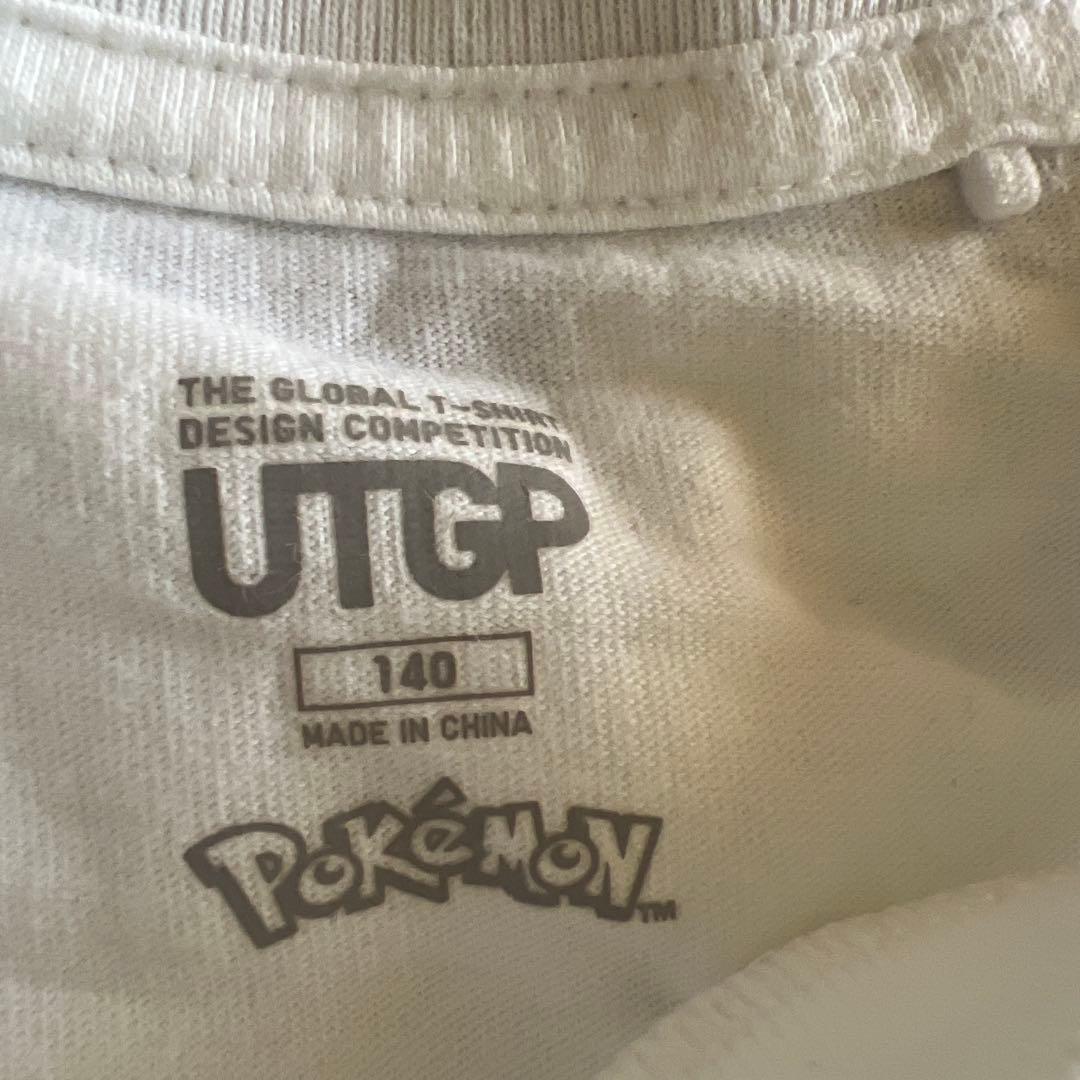 THE GLOBAL T-SHIRT
DESIGN COMPETITION
UTGP
140
MADE IN CHINA
POKéMON™